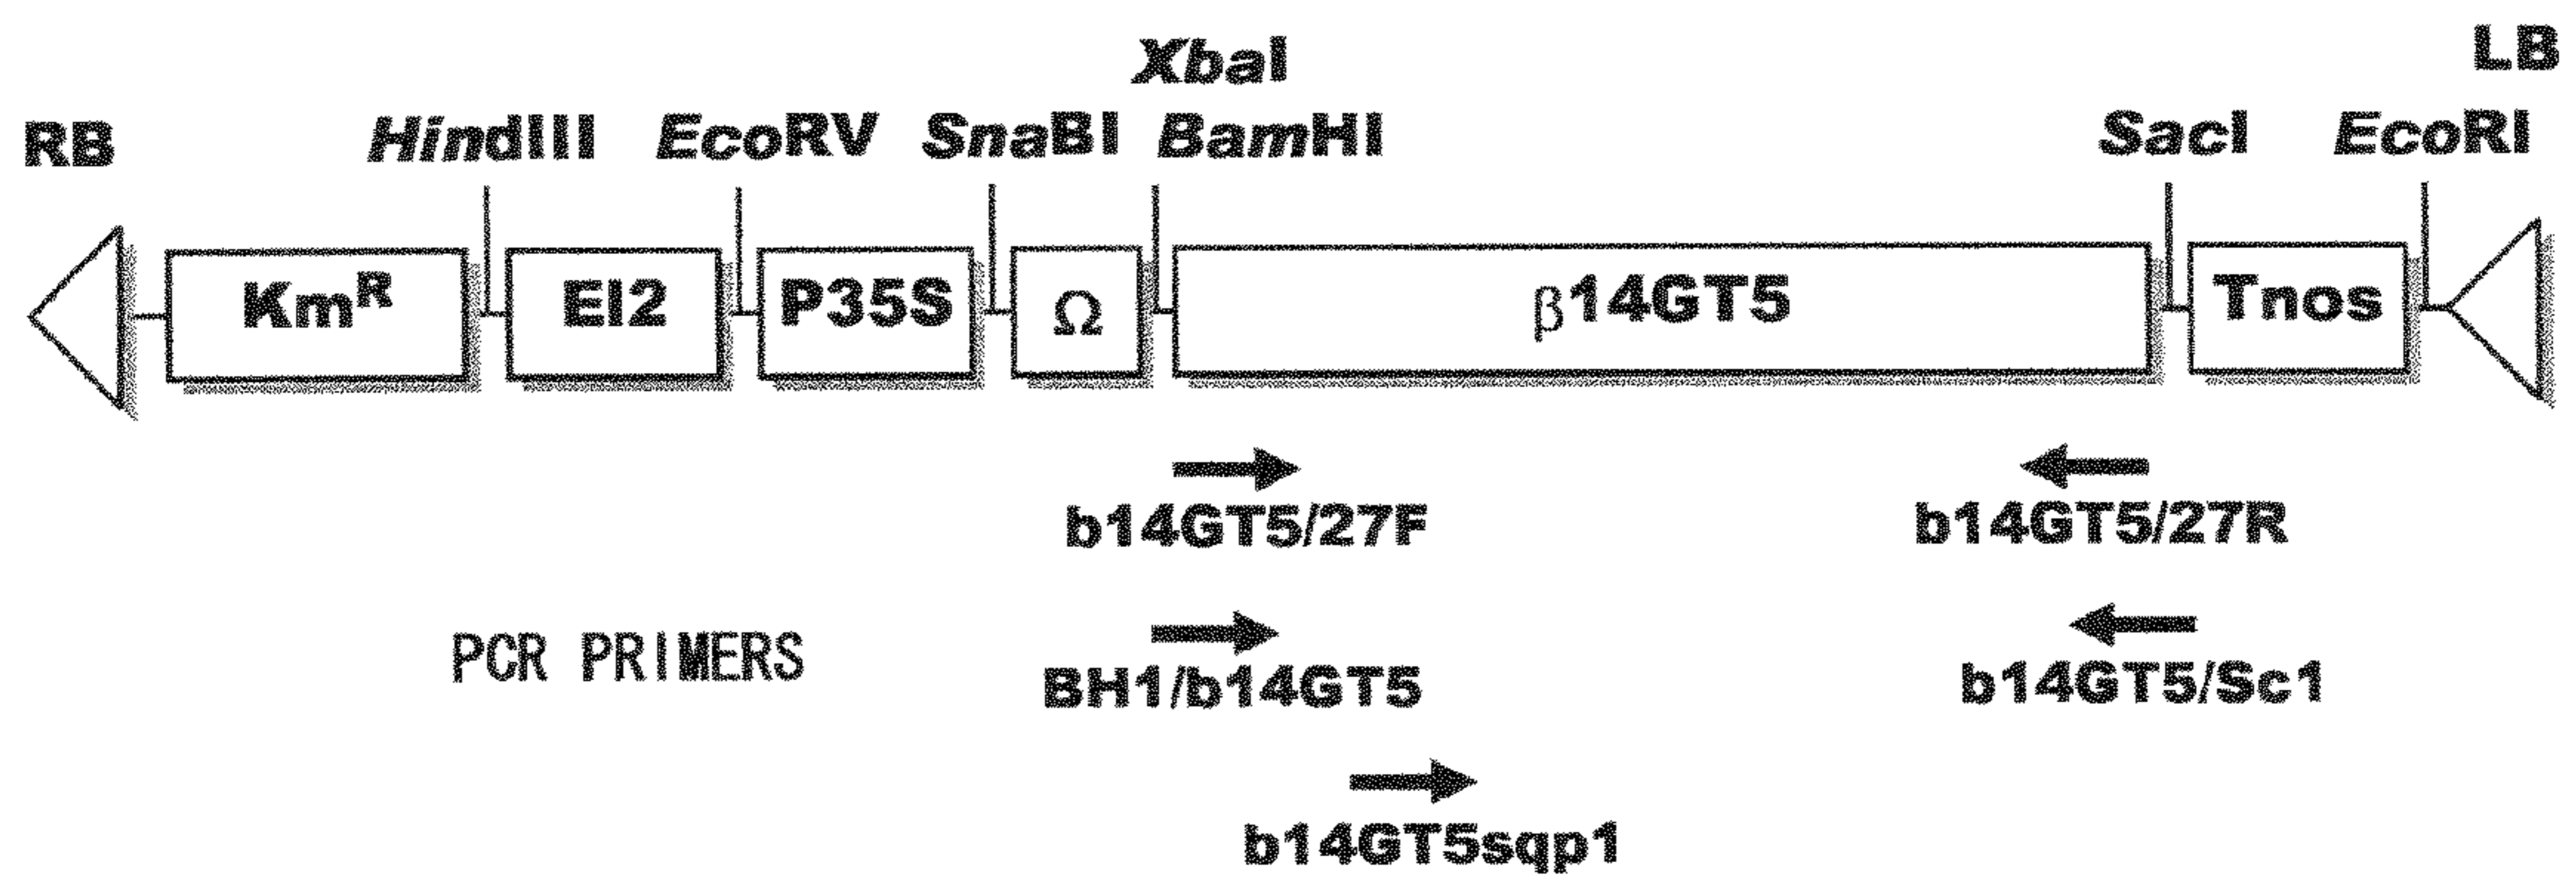 XbaI LB
RB HindIII EcoRV SnaBI BamHI SacI EcoRI
Km^R EI2 P35S Ω β14GT5 Tnos
b14GT5/27F b14GT5/27R
PCR PRIMERS BH1/b14GT5 b14GT5/Sc1
b14GT5sqp1